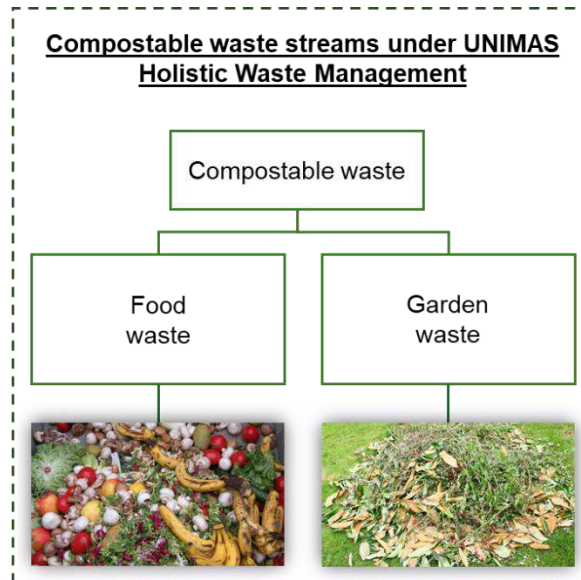 Compostable waste streams under UNIMAS
Holistic Waste Management
Compostable waste
Food
waste
Garden
waste